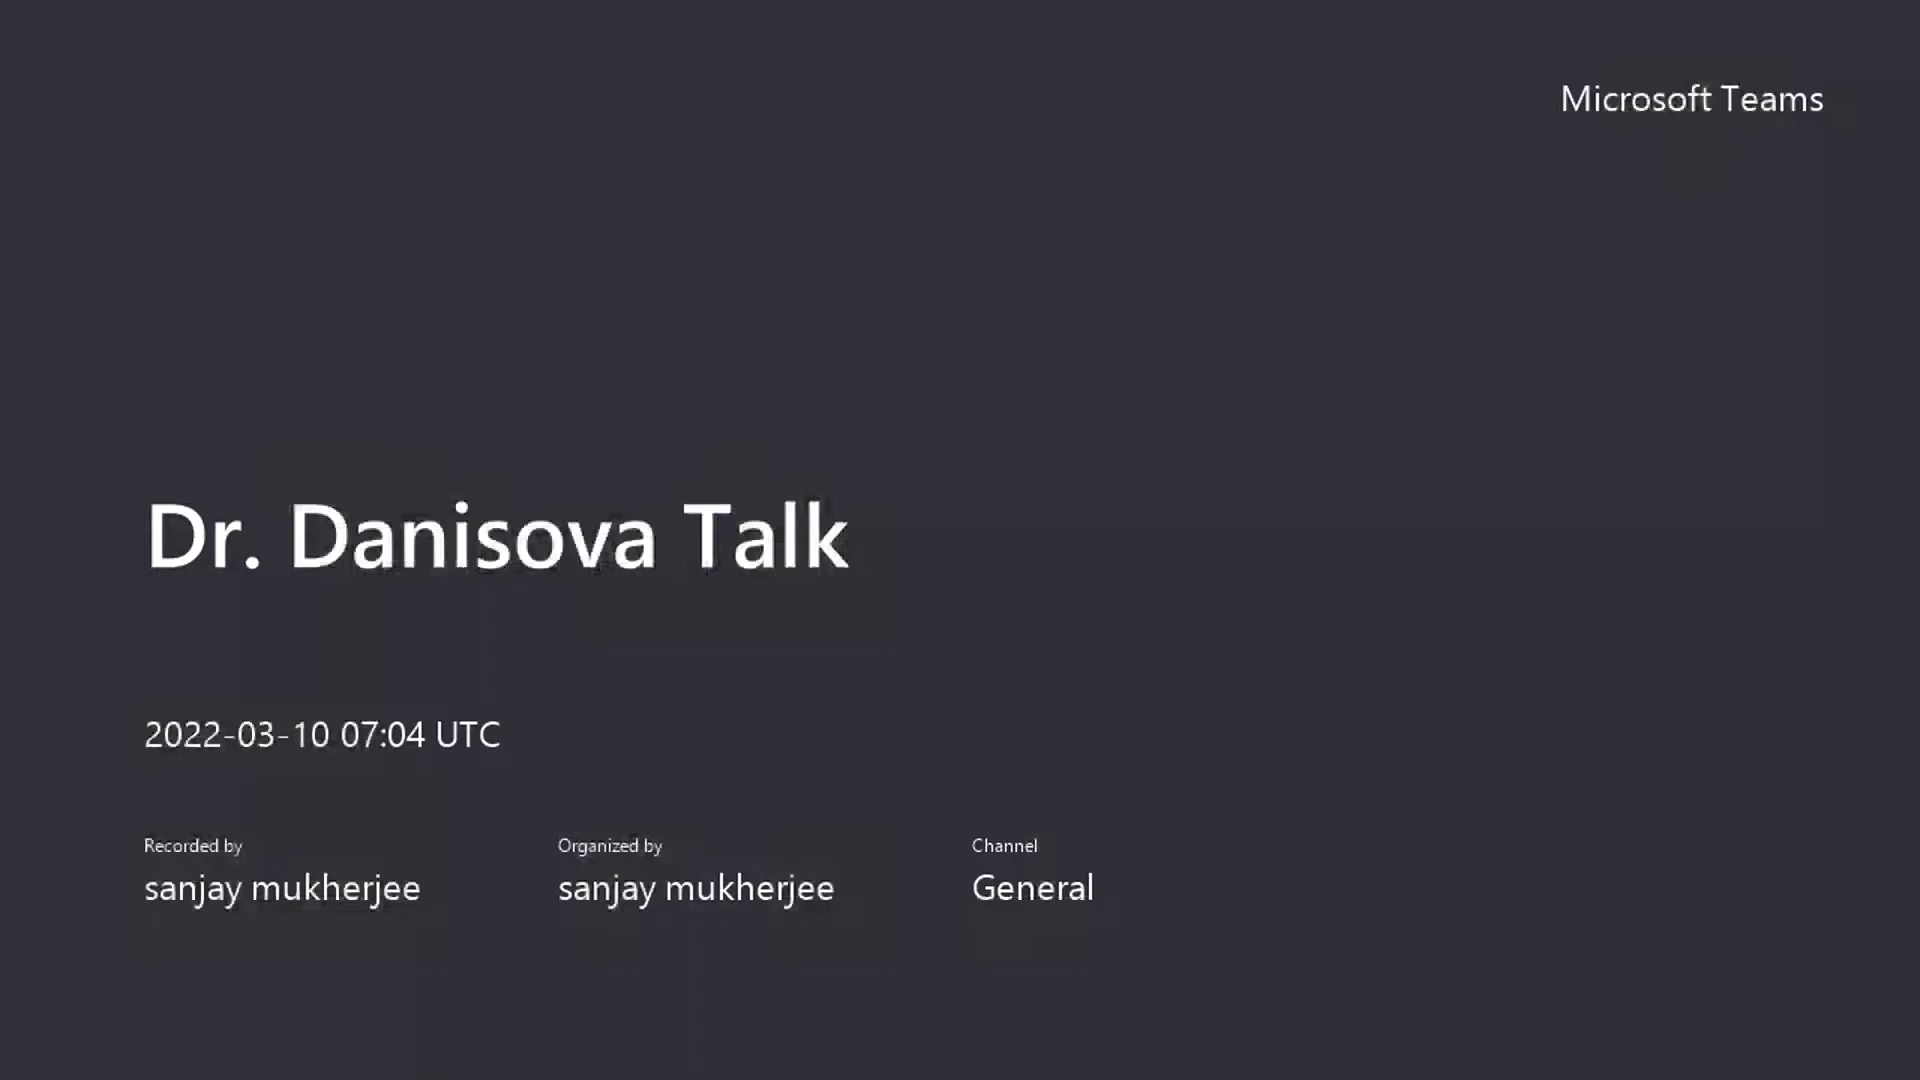 Microsoft Teams
Dr. Danisova Talk
2022-03-10 07:04 UTC
Recorded by
sanjay mukherjee
Organized by
sanjay mukherjee
Channel
General